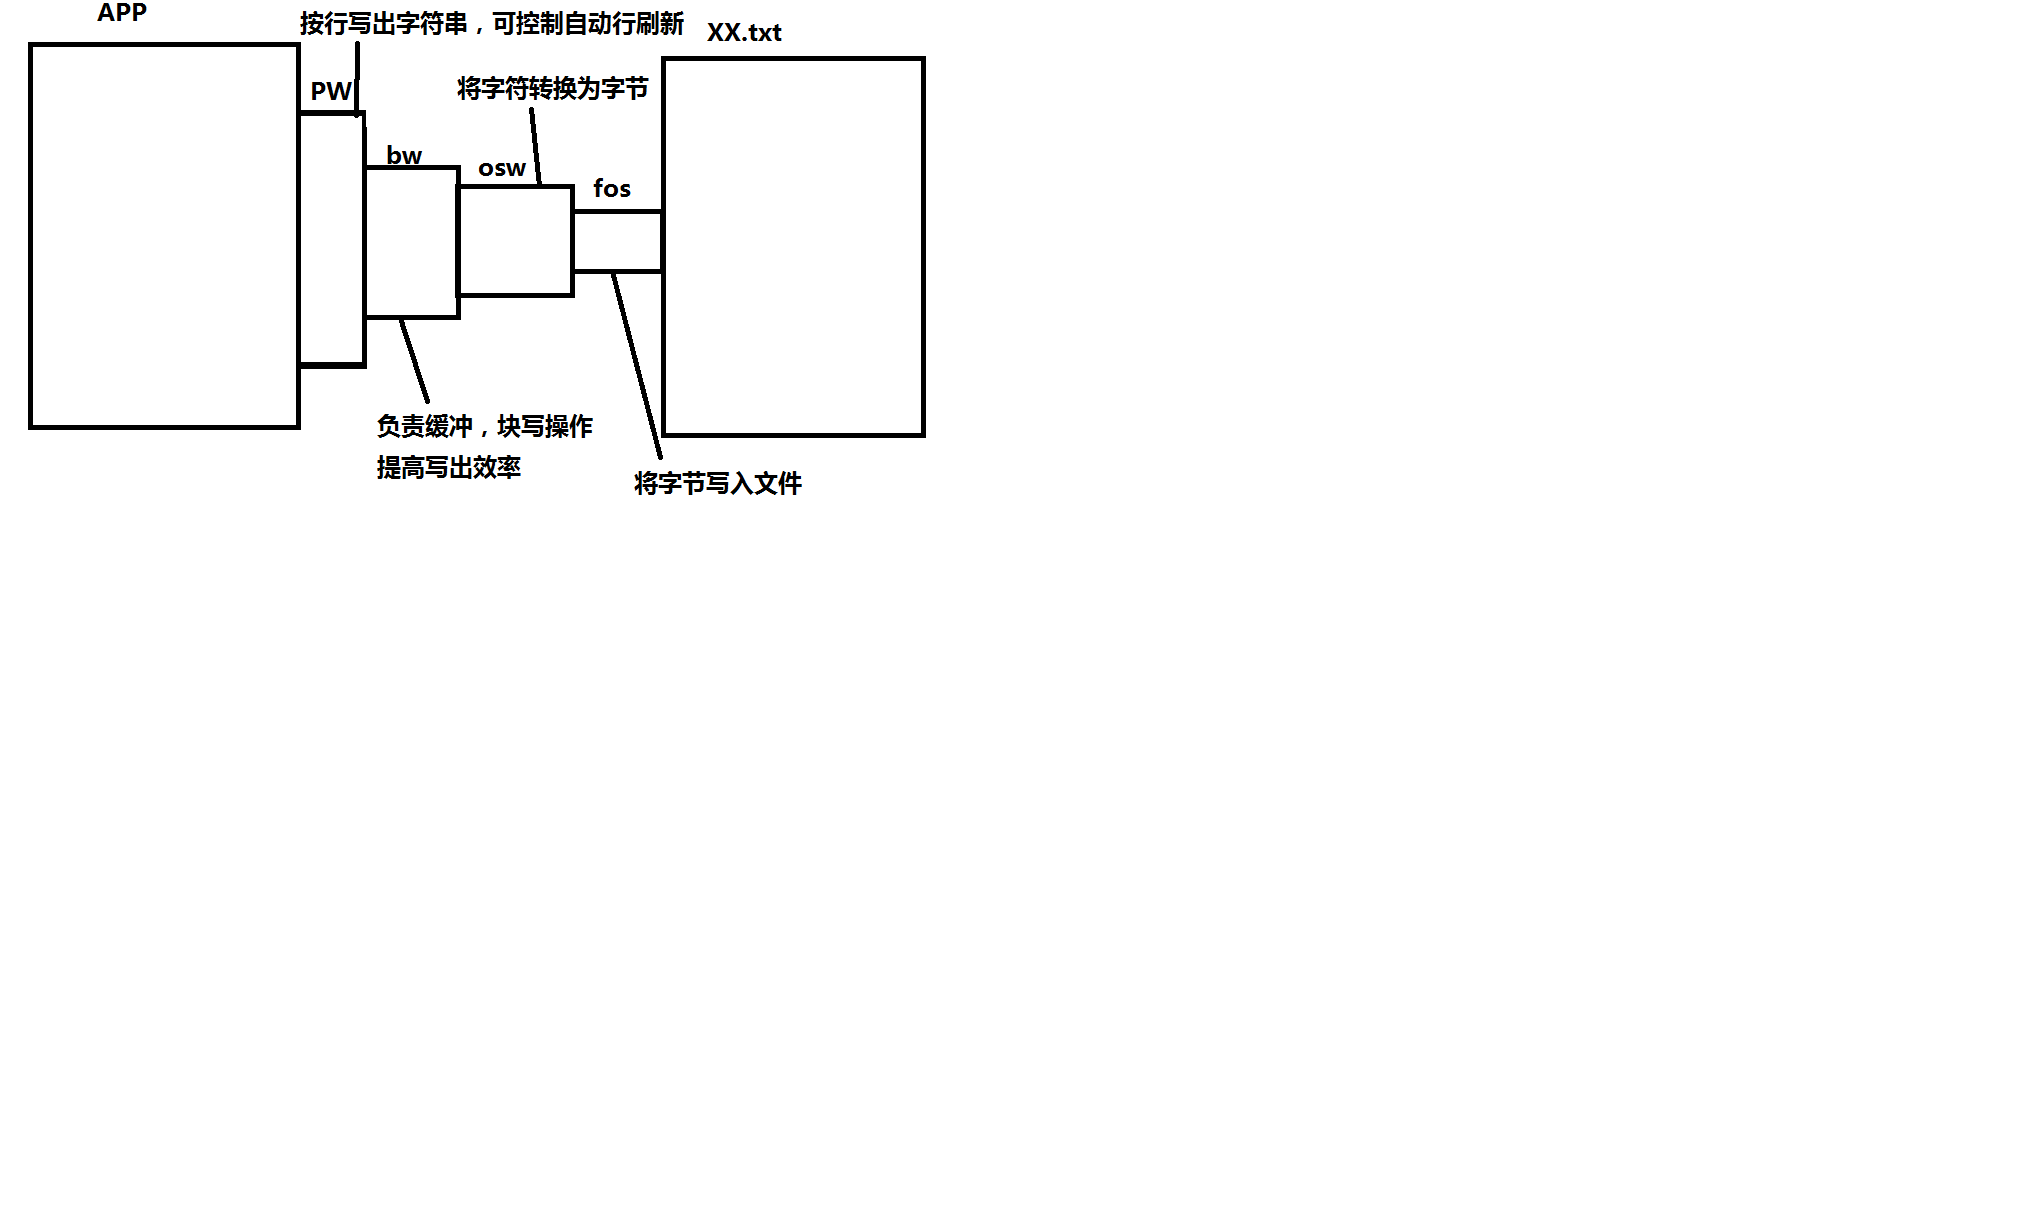 APP
按行写出字符串，可控制自动行刷新
XX.txt
PW
将字符转换为字节
bw
osw
fos
负责缓冲，块写操作
提高写出效率
将字节写入文件